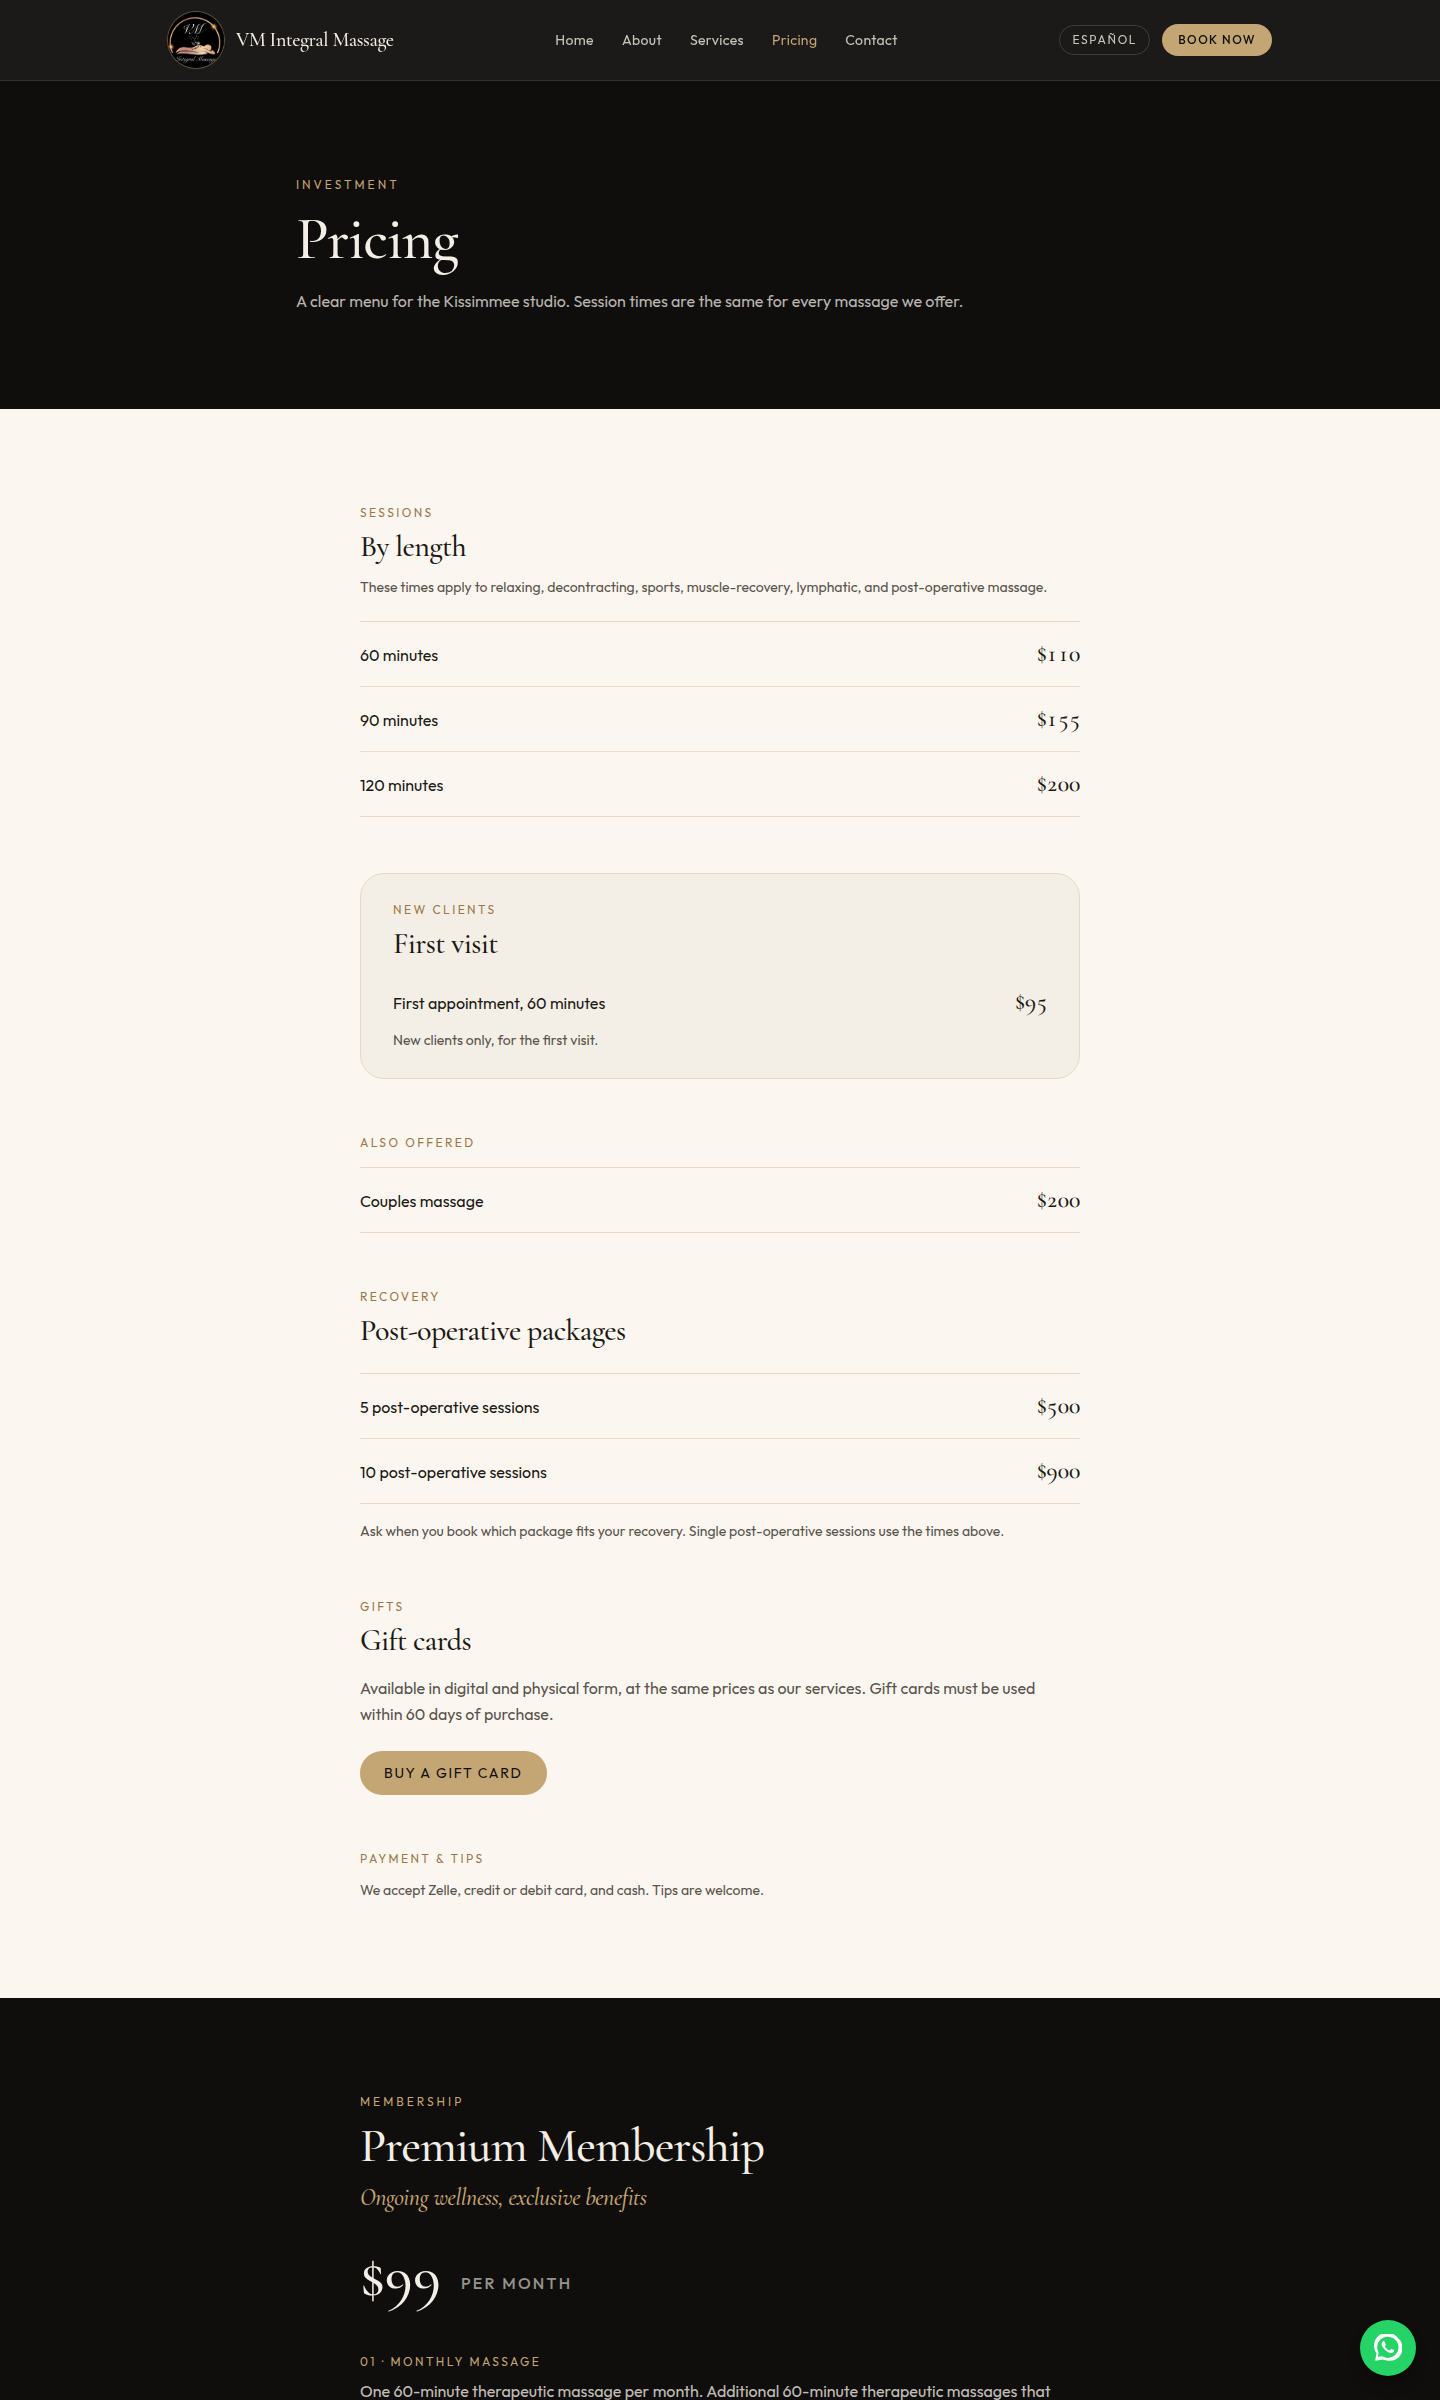 VM
Integral Massage
VM Integral Massage
Home About Services Pricing Contact
ESPAÑOL
BOOK NOW
INVESTMENT
Pricing
A clear menu for the Kissimmee studio. Session times are the same for every massage we offer.
SESSIONS
By length
These times apply to relaxing, decontracting, sports, muscle-recovery, lymphatic, and post-operative massage.
60 minutes $110
90 minutes $155
120 minutes $200
NEW CLIENTS
First visit
First appointment, 60 minutes $95
New clients only, for the first visit.
ALSO OFFERED
Couples massage $200
RECOVERY
Post-operative packages
5 post-operative sessions $500
10 post-operative sessions $900
Ask when you book which package fits your recovery. Single post-operative sessions use the times above.
GIFTS
Gift cards
Available in digital and physical form, at the same prices as our services. Gift cards must be used
within 60 days of purchase.
BUY A GIFT CARD
PAYMENT & TIPS
We accept Zelle, credit or debit card, and cash. Tips are welcome.
MEMBERSHIP
Premium Membership
Ongoing wellness, exclusive benefits
$99 PER MONTH
01 · MONTHLY MASSAGE
One 60-minute therapeutic massage per month. Additional 60-minute therapeutic massages that